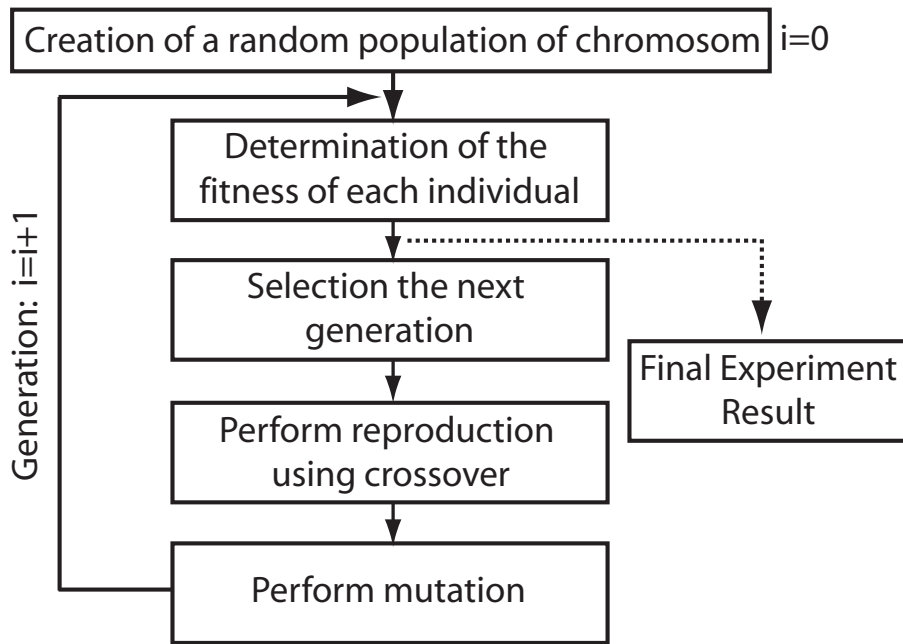 Creation of a random population of chromosom
i=0
Determination of the
fitness of each individual
Selection the next
generation
Perform reproduction
using crossover
Perform mutation
Generation: i=i+1
Final Experiment
Result